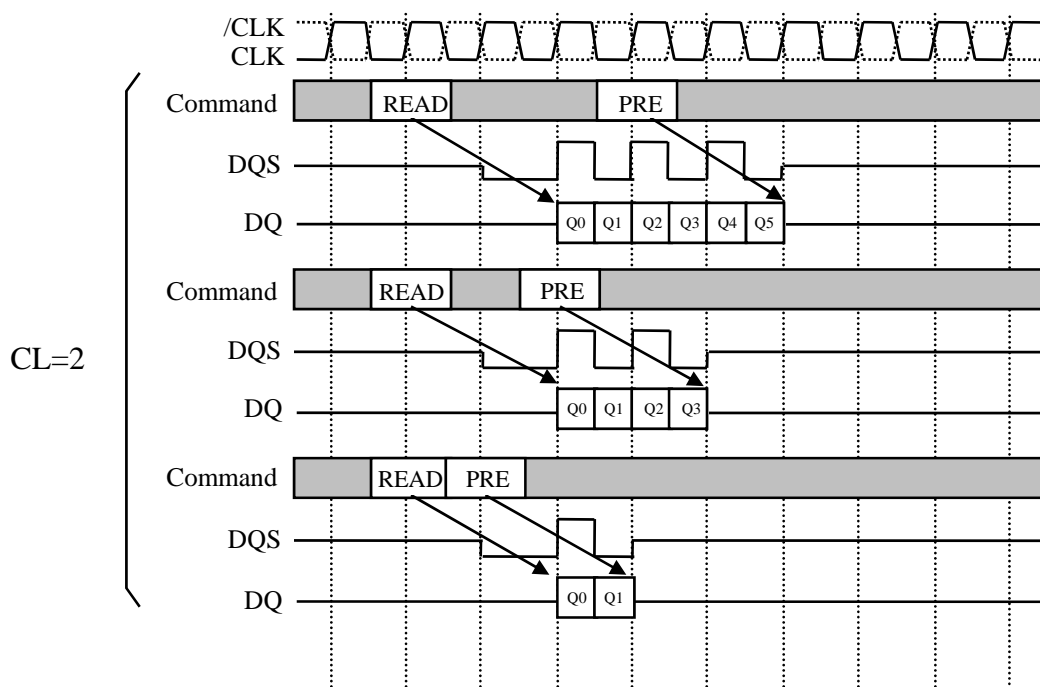 /CLK
CLK
Command READ PRE
DQS
DQ Q0 Q1 Q2 Q3 Q4 Q5
Command READ PRE
CL=2
DQS
DQ Q0 Q1 Q2 Q3
Command READ PRE
DQS
DQ Q0 Q1